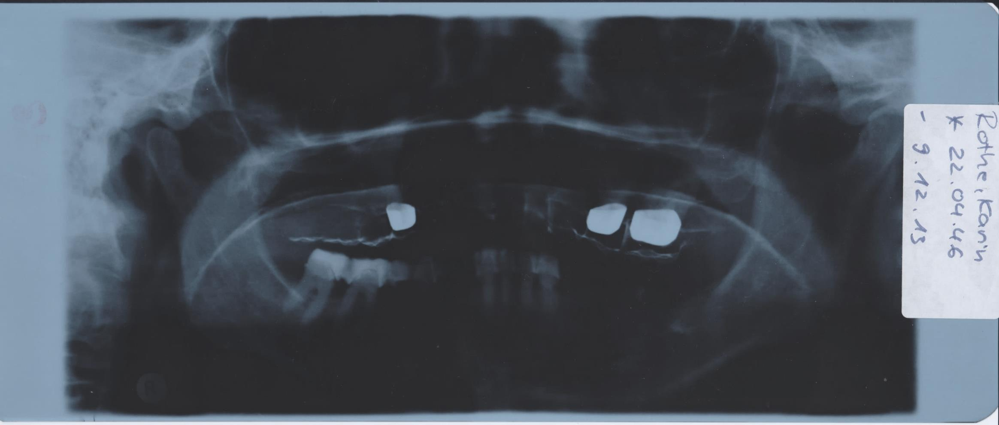 Rothe, Karin
* 22.04.46
- 9.12.13
R